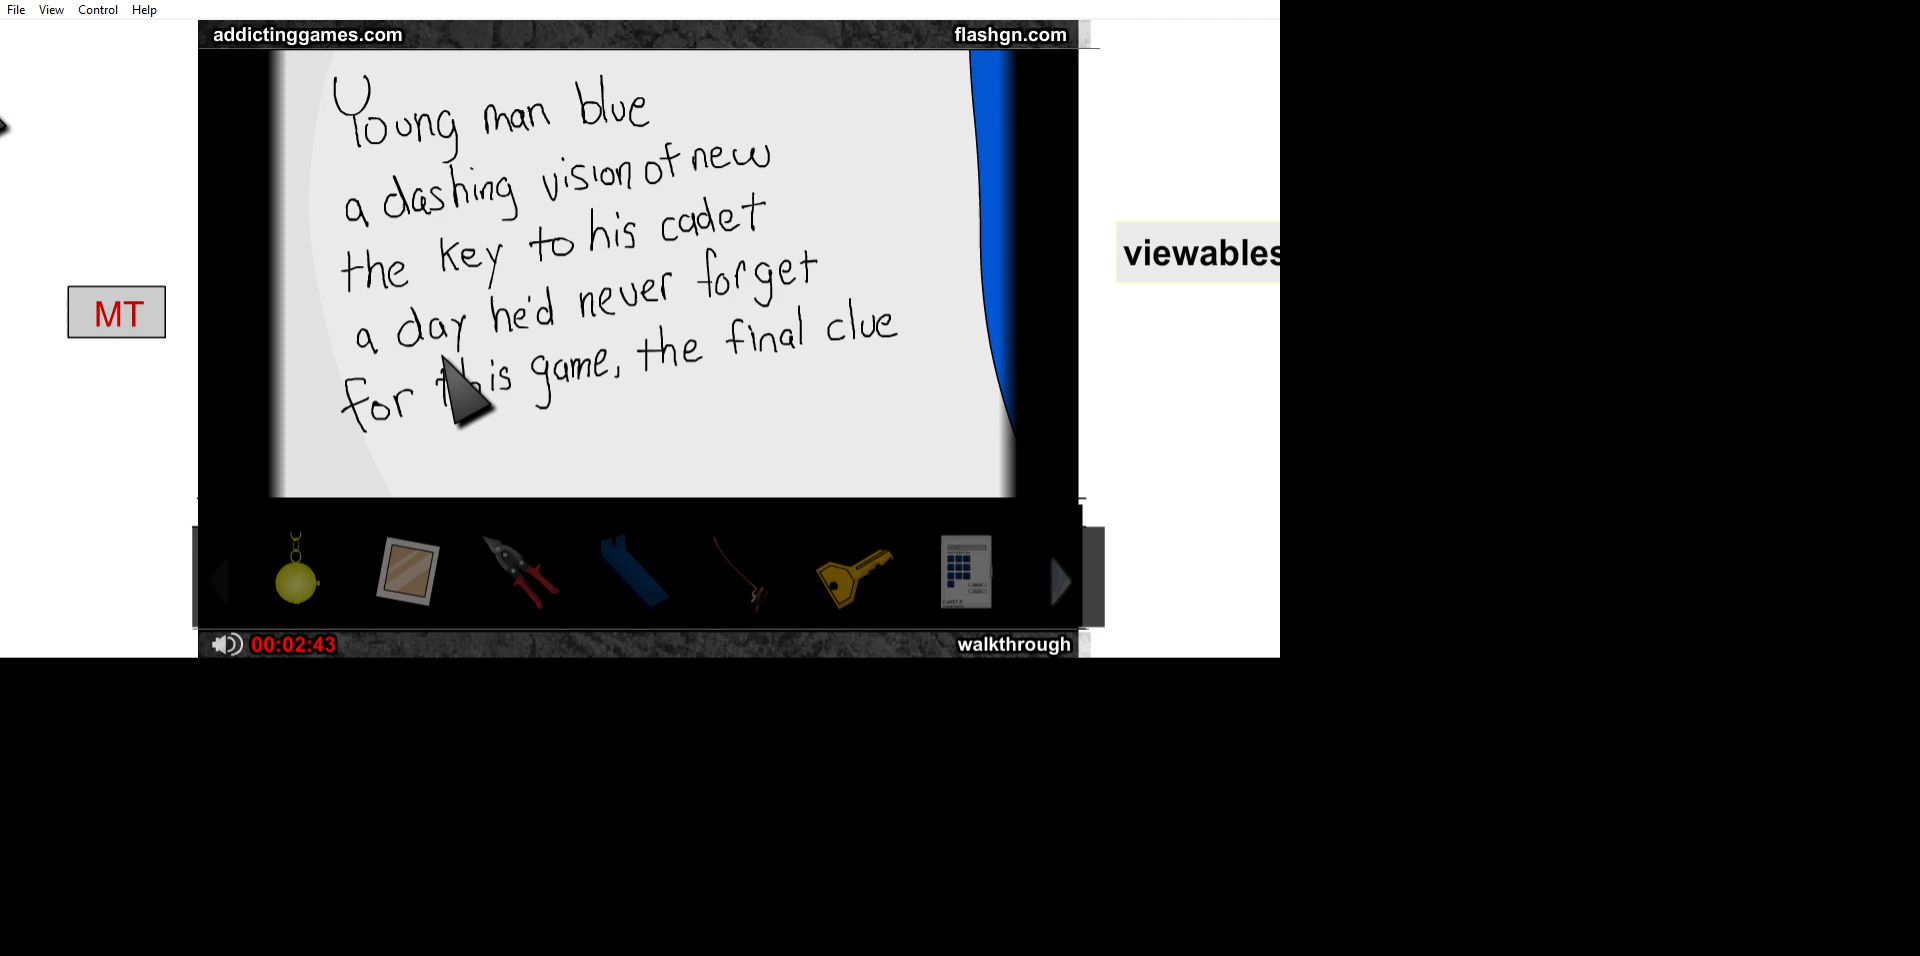 File View Control Help
addictinggames.com flashgn.com
Young man blue
a dashing vision of new
the key to his cadet
a day he'd never forget
for this game, the final clue
viewables
MT
00:02:43 walkthrough